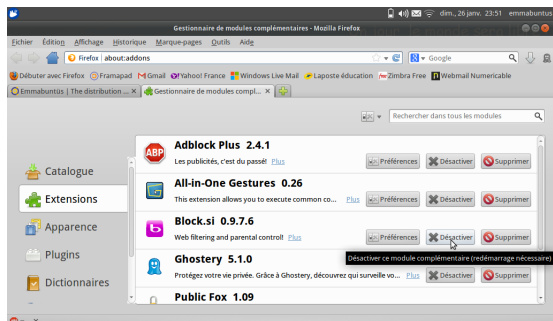 dim., 26 janv. 23:51 emmabuntus
Gestionnaire de modules complémentaires - Mozilla Firefox
Fichier Édition Affichage Historique Marque-pages Outils Aide
Firefox about:addons Google
Débuter avec Firefox Framapad Gmail Yahoo! France Windows Live Mail Laposte éducation Zimbra Free Webmail Numericable
Emmabuntüs | The distribution ... Gestionnaire de modules compl...
Rechercher dans tous les modules
Catalogue
Extensions
Apparence
Plugins
Dictionnaires
ABP
Adblock Plus 2.4.1
Les publicités, c'est du passé! Plus Préférences Désactiver Supprimer
All-in-One Gestures 0.26
This extension allows you to execute common co... Plus Préférences Désactiver Supprimer
Block.si 0.9.7.6
Web filtering and parental control! Plus Préférences Désactiver Supprimer
Désactiver ce module complémentaire (redémarrage nécessaire)
Ghostery 5.1.0
Protégez votre vie privée. Grâce à Ghostery, découvrez qui surveille vo... Plus Désactiver Supprimer
Public Fox 1.09